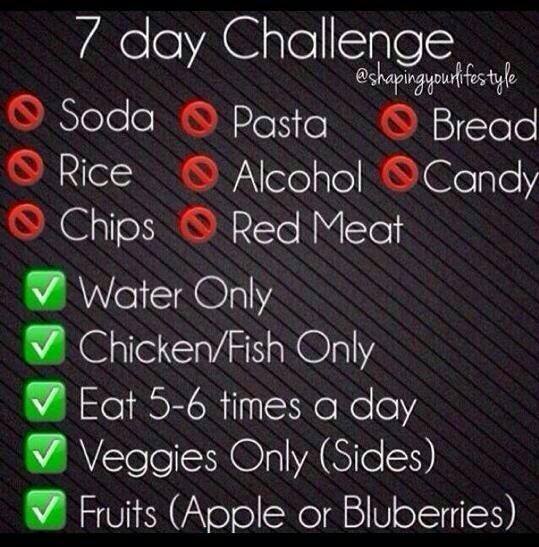 7 day Challenge
@shapingyourlifestyle
Soda Pasta Bread
Rice Alcohol Candy
Chips Red Meat
Water Only
Chicken/Fish Only
Eat 5-6 times a day
Veggies Only (Sides)
Fruits (Apple or Bluberries)